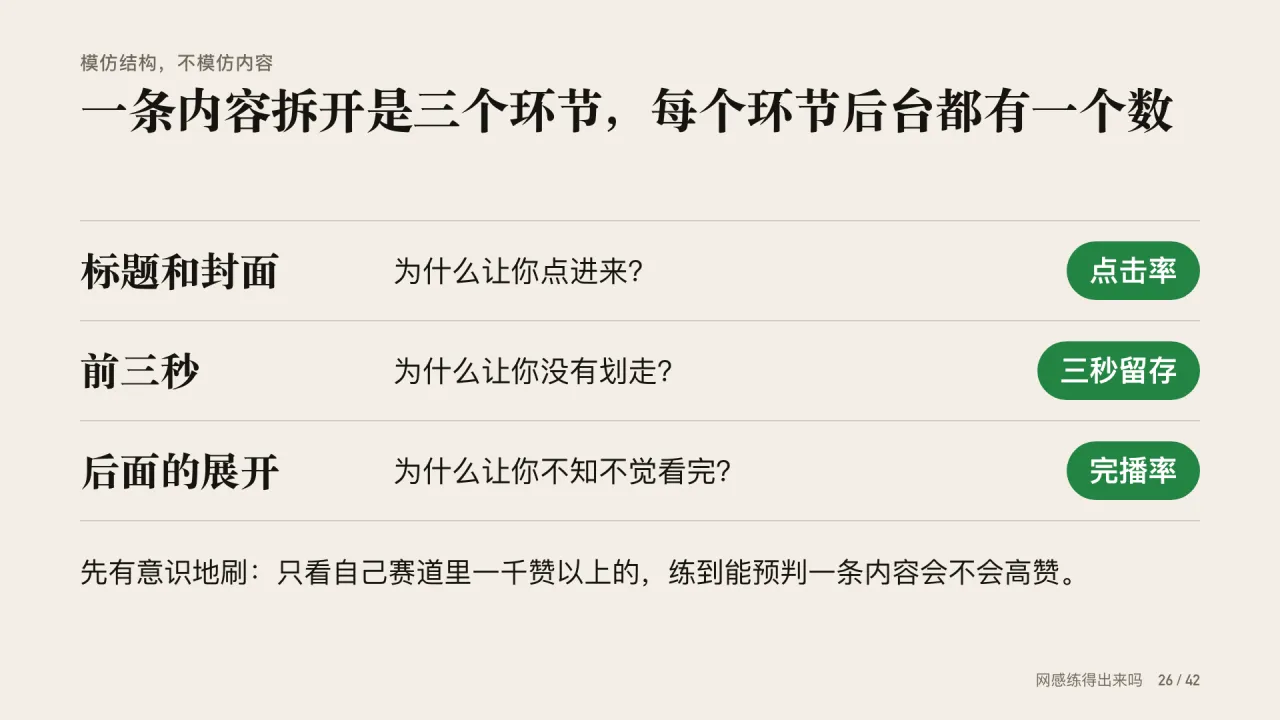 模仿结构，不模仿内容
一条内容拆开是三个环节，每个环节后台都有一个数
标题和封面 为什么让你点进来？ 点击率
前三秒 为什么让你没有划走？ 三秒留存
后面的展开 为什么让你不知不觉看完？ 完播率
先有意识地刷：只看自己赛道里一千赞以上的，练到能预判一条内容会不会高赞。
网感练得出来吗 26 / 42